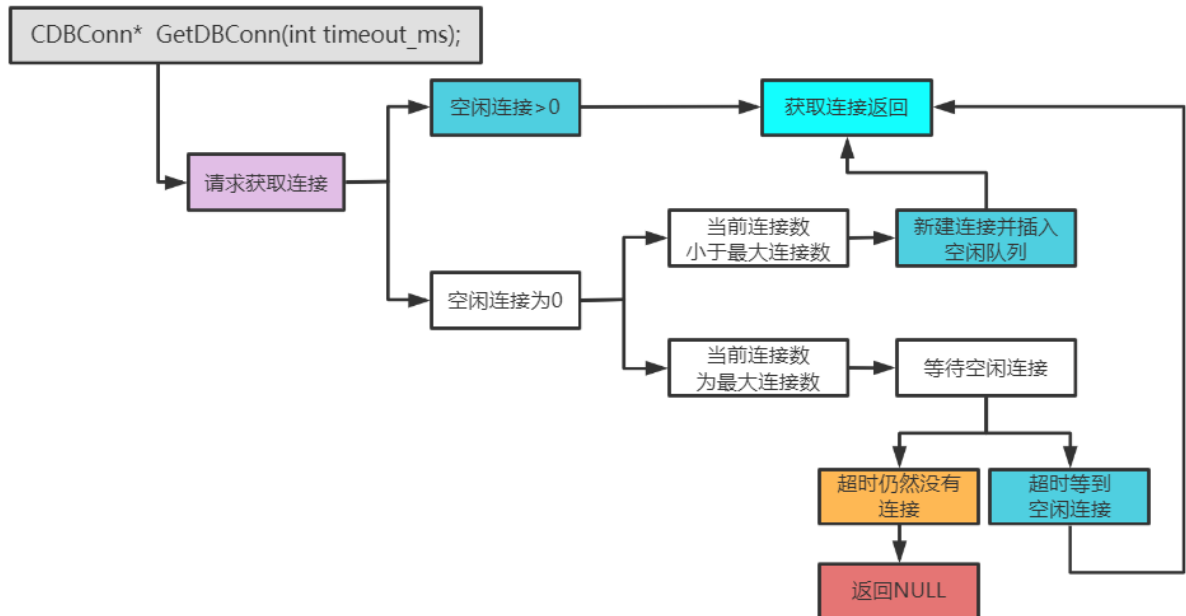 CDBConn* GetDBConn(int timeout_ms);
空闲连接>0
获取连接返回
请求获取连接
当前连接数
小于最大连接数
新建连接并插入
空闲队列
空闲连接为0
当前连接数
为最大连接数
等待空闲连接
超时仍然没有
连接
超时等到
空闲连接
返回NULL